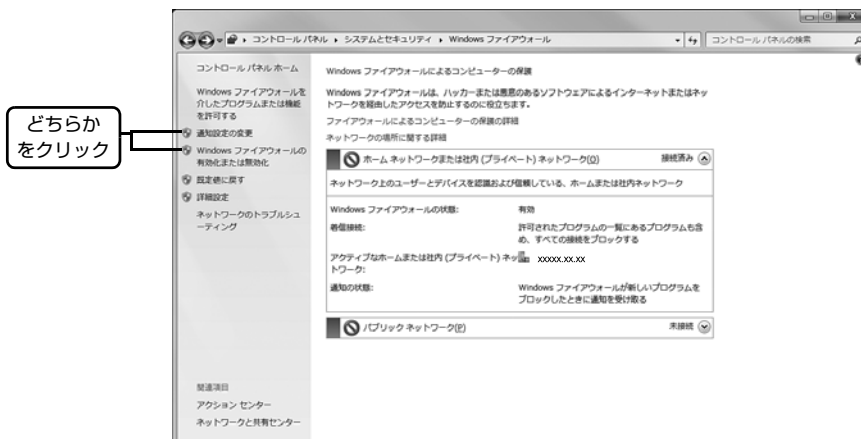 コントロール パネル ▸ システムとセキュリティ ▸ Windows ファイアウォール
コントロール パネルの検索
どちらか
をクリック
コントロール パネル ホーム
Windows ファイアウォールを
介したプログラムまたは機能
を許可する
通知設定の変更
Windows ファイアウォールの
有効化または無効化
既定値に戻す
詳細設定
ネットワークのトラブルシュ
ーティング
関連項目
アクション センター
ネットワークと共有センター
Windows ファイアウォールによるコンピューターの保護
Windows ファイアウォールは、ハッカーまたは悪意のあるソフトウェアによるインターネットまたはネッ
トワークを経由したアクセスを防止するのに役立ちます。
ファイアウォールによるコンピューターの保護の詳細
ネットワークの場所に関する詳細
ホーム ネットワークまたは社内 (プライベート) ネットワーク(O) 接続済み
ネットワーク上のユーザーとデバイスを認識および信頼している、ホームまたは社内ネットワーク
Windows ファイアウォールの状態: 有効
着信接続: 許可されたプログラムの一覧にあるプログラムも含
め、すべての接続をブロックする
アクティブなホームまたは社内 (プライベート) ネッ xxxxx.xx.xx
トワーク:
通知の状態: Windows ファイアウォールが新しいプログラムを
ブロックしたときに通知を受け取る
パブリック ネットワーク(P) 未接続